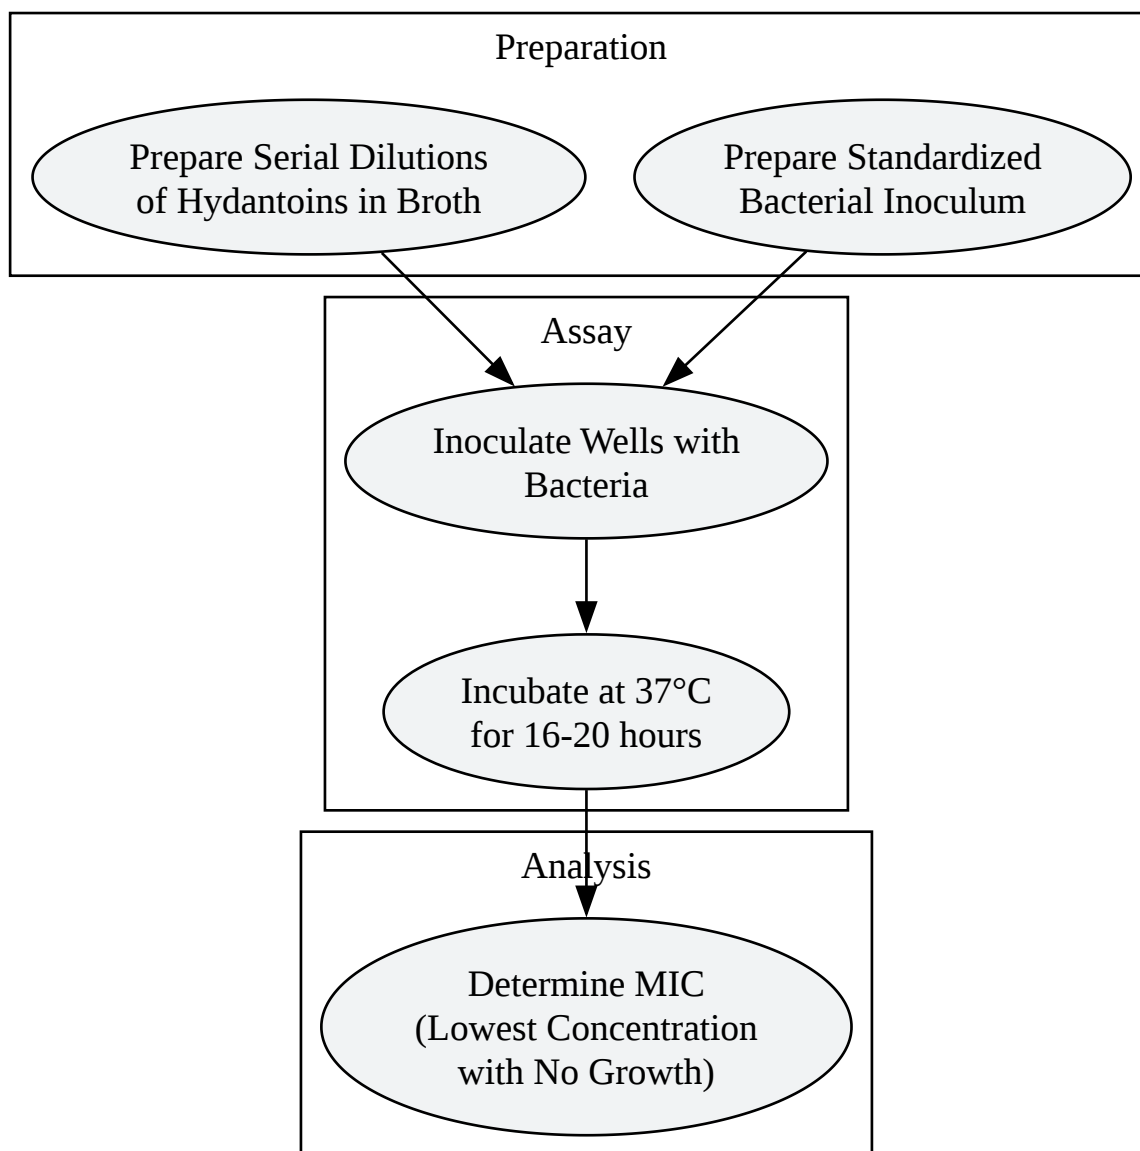 Preparation
Prepare Serial Dilutions
of Hydantoins in Broth
Prepare Standardized
Bacterial Inoculum
Assay
Inoculate Wells with
Bacteria
Incubate at 37°C
for 16-20 hours
Analysis
Determine MIC
(Lowest Concentration
with No Growth)